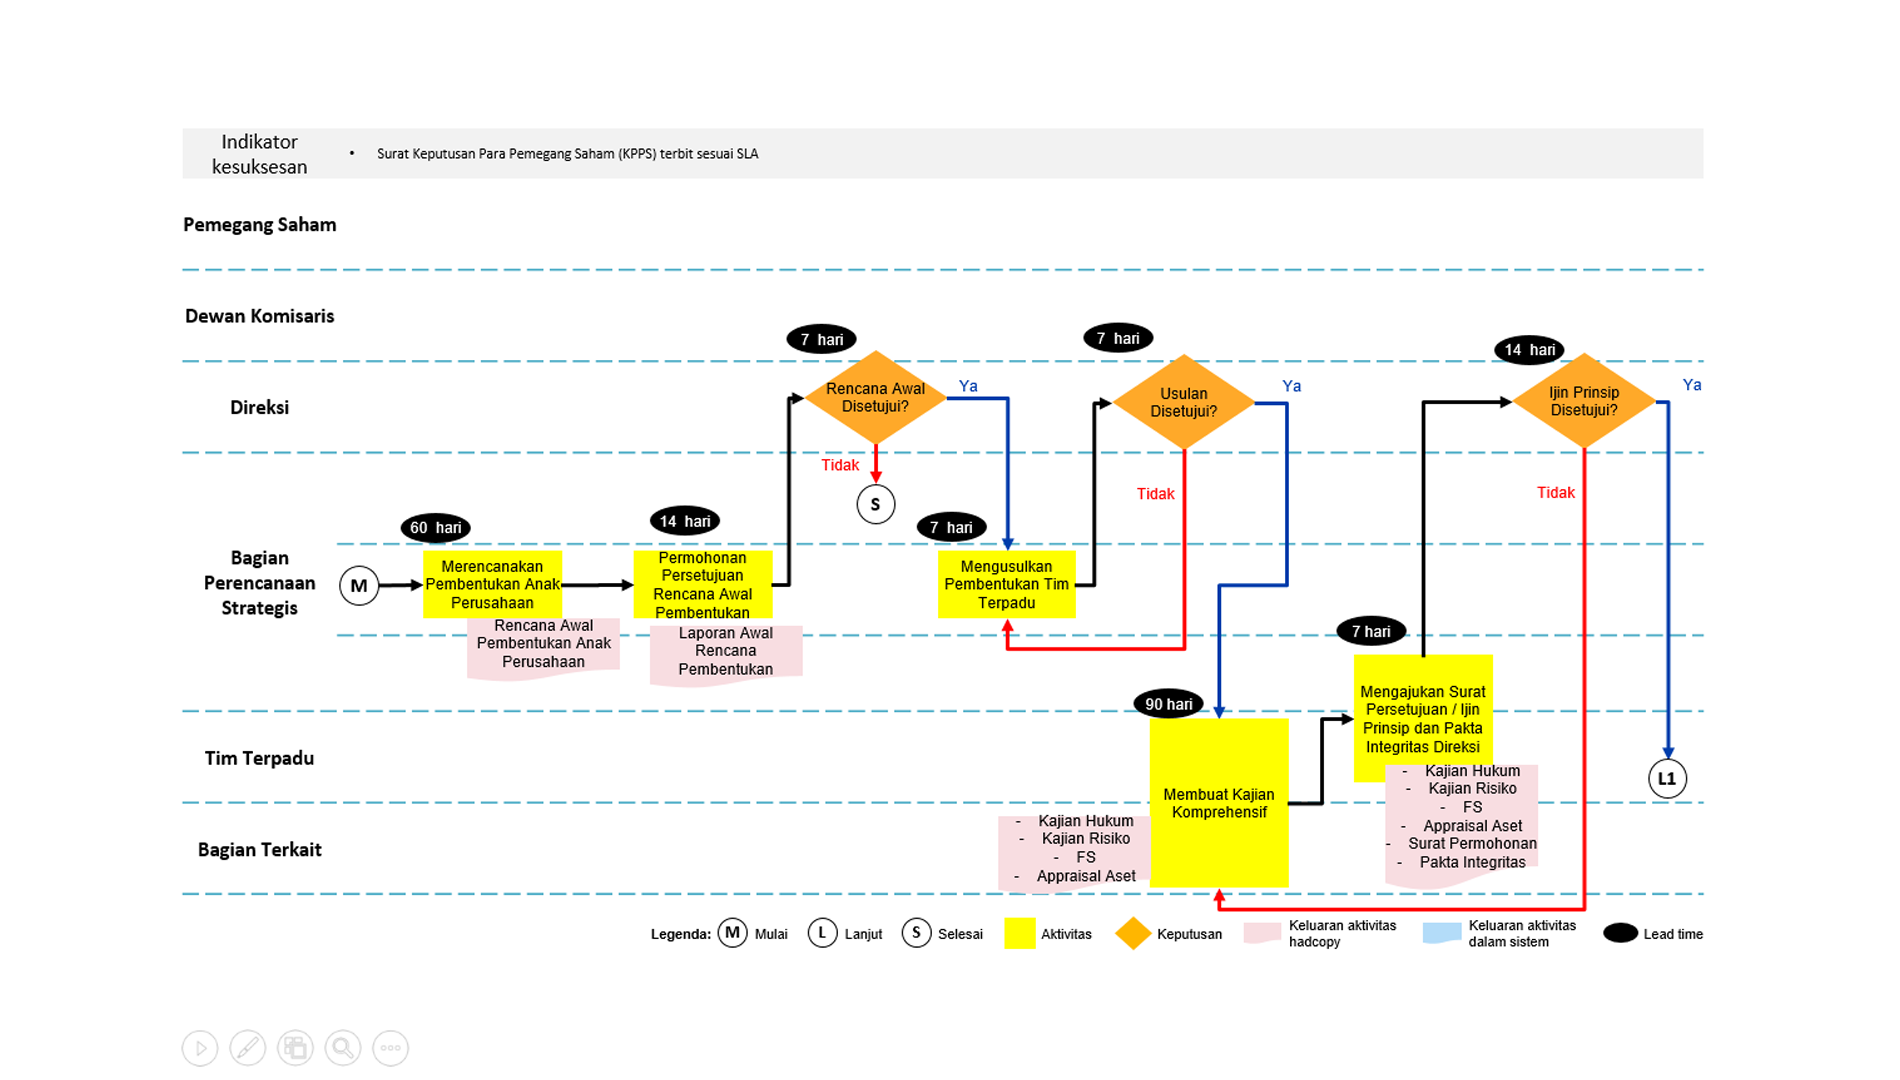 Indikator
kesuksesan
• Surat Keputusan Para Pemegang Saham (KPPS) terbit sesuai SLA
Pemegang Saham
Dewan Komisaris
Direksi
7 hari
Rencana Awal
Disetujui?
Ya
Tidak
S
7 hari
Usulan
Disetujui?
Ya
Tidak
14 hari
Ijin Prinsip
Disetujui?
Ya
Tidak
Bagian
Perencanaan
Strategis
M
60 hari
Merencanakan
Pembentukan Anak
Perusahaan
Rencana Awal
Pembentukan Anak
Perusahaan
14 hari
Permohonan
Persetujuan
Rencana Awal
Pembentukan
Laporan Awal
Rencana
Pembentukan
7 hari
Mengusulkan
Pembentukan Tim
Terpadu
Tim Terpadu
Bagian Terkait
90 hari
Membuat Kajian
Komprehensif
- Kajian Hukum
- Kajian Risiko
- FS
- Appraisal Aset
7 hari
Mengajukan Surat
Persetujuan / Ijin
Prinsip dan Pakta
Integritas Direksi
- Kajian Hukum
- Kajian Risiko
- FS
- Appraisal Aset
- Surat Permohonan
- Pakta Integritas
L1
Legenda: M Mulai L Lanjut S Selesai Aktivitas Keputusan
Keluaran aktivitas
hadcopy
Keluaran aktivitas
dalam sistem
Lead time